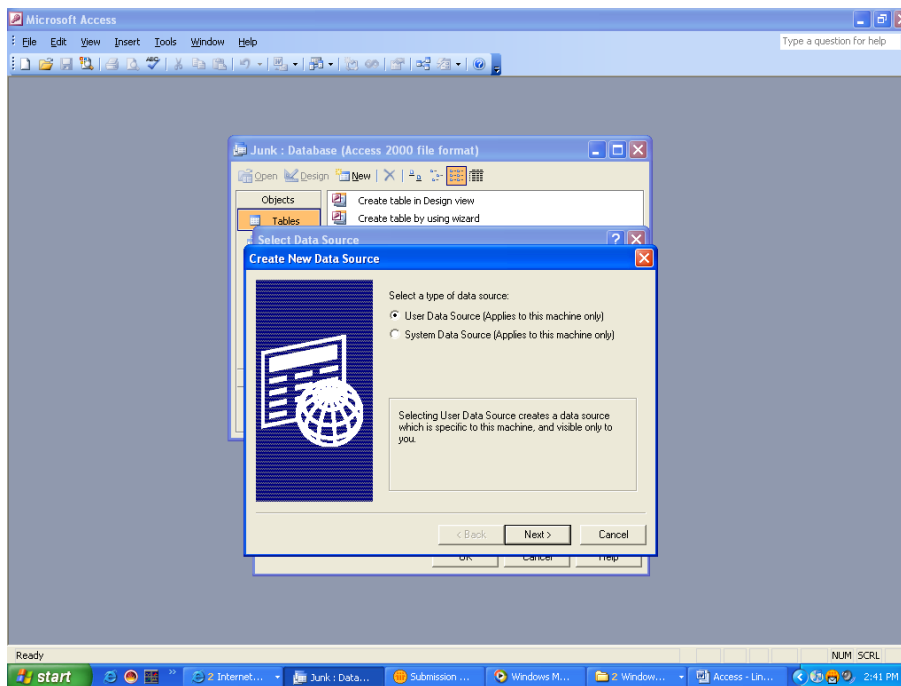 Microsoft Access
File Edit View Insert Tools Window Help
Type a question for help
Junk : Database (Access 2000 file format)
Open Design New
Objects
Create table in Design view
Tables
Create table by using wizard
Select Data Source
Create New Data Source
Select a type of data source:
User Data Source (Applies to this machine only)
System Data Source (Applies to this machine only)
Selecting User Data Source creates a data source
which is specific to this machine, and visible only to
you.
< Back Next > Cancel
OK Cancel Help
Ready
NUM SCRL
start
2 Internet...
Junk : Data...
Submission ...
Windows M...
2 Window...
Access - Lin...
2:41 PM